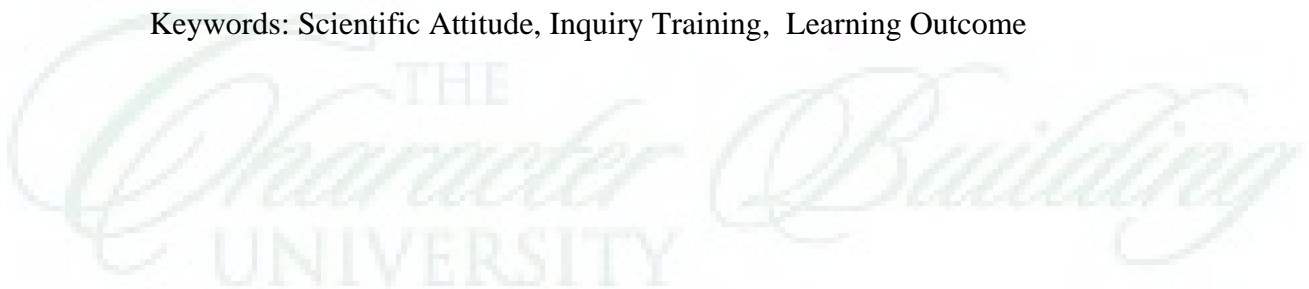 Keywords: Scientific Attitude, Inquiry Training, Learning Outcome
THE
Character Building
UNIVERSITY